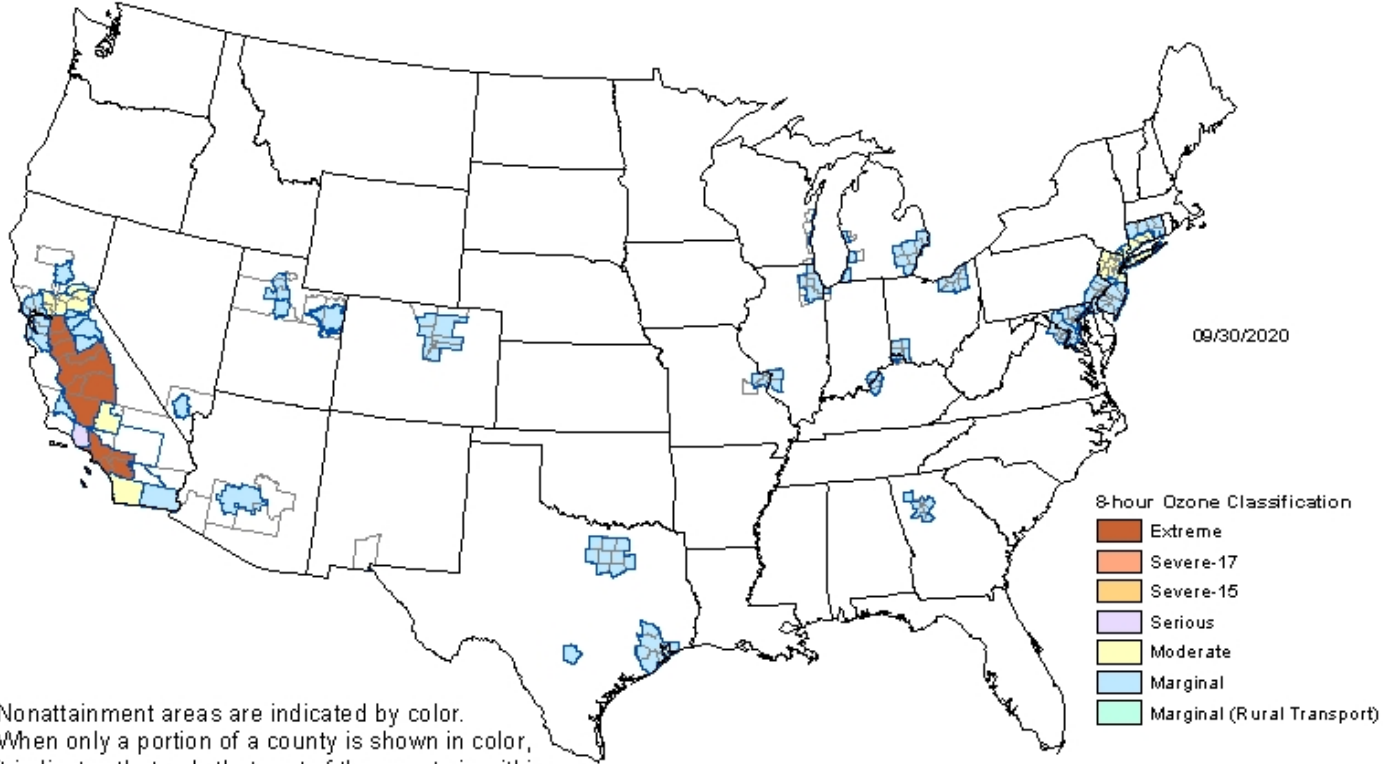 09/30/2020
8-hour Ozone Classification
Extreme
Severe-17
Severe-15
Serious
Moderate
Marginal
Marginal (Rural Transport)
Nonattainment areas are indicated by color.
When only a portion of a county is shown in color,